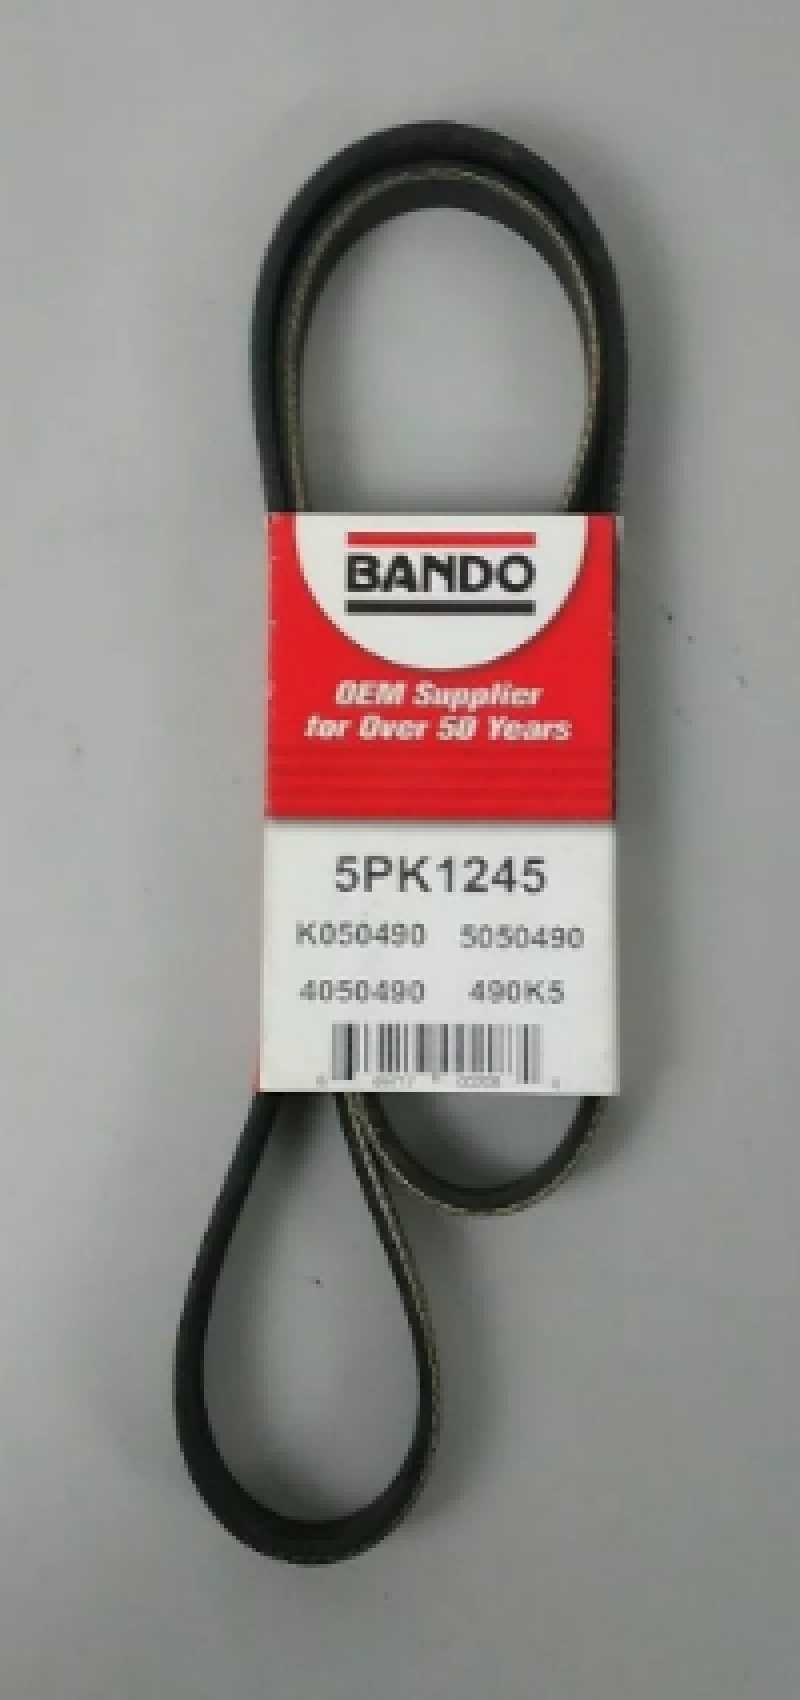 BANDO
OEM Supplier
for Over 50 Years
5PK1245
K050490 5050490
4050490 490K5